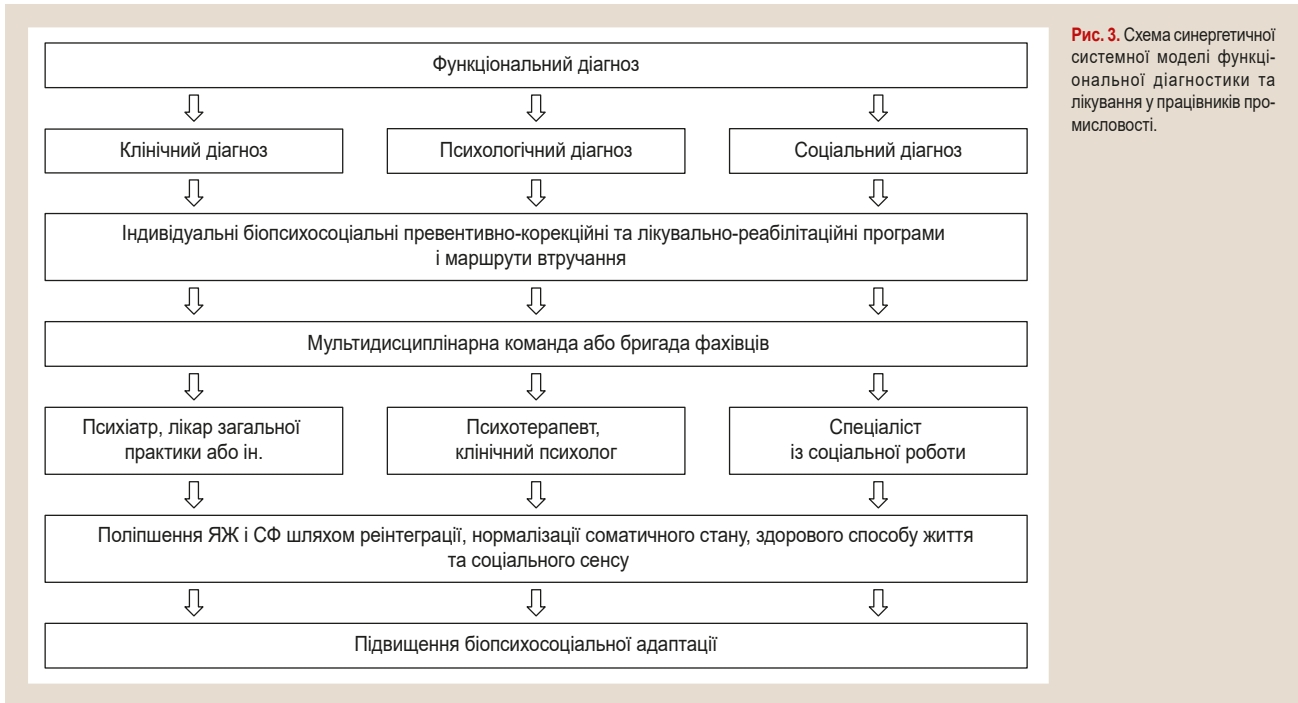 Функціональний діагноз
Клінічний діагноз
Психологічний діагноз
Соціальний діагноз
Індивідуальні біопсихосоціальні превентивно-корекційні та лікувально-реабілітаційні програми
і маршрути втручання
Мультидисциплінарна команда або бригада фахівців
Психіатр, лікар загальної
практики або ін.
Психотерапевт,
клінічний психолог
Спеціаліст
із соціальної роботи
Поліпшення ЯЖ і СФ шляхом реінтеграції, нормалізації соматичного стану, здорового способу життя
та соціального сенсу
Підвищення біопсихосоціальної адаптації
Рис. 3. Схема синергетичної
системної моделі функці-
ональної діагностики та
лікування у працівників про-
мисловості.